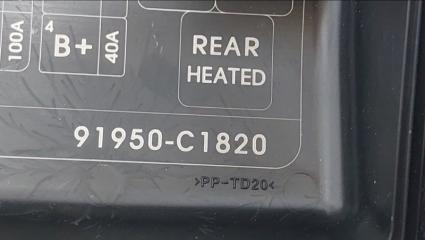 100A
4
B+
40A
REAR
HEATED
91950-C1820
>PP-TD20<